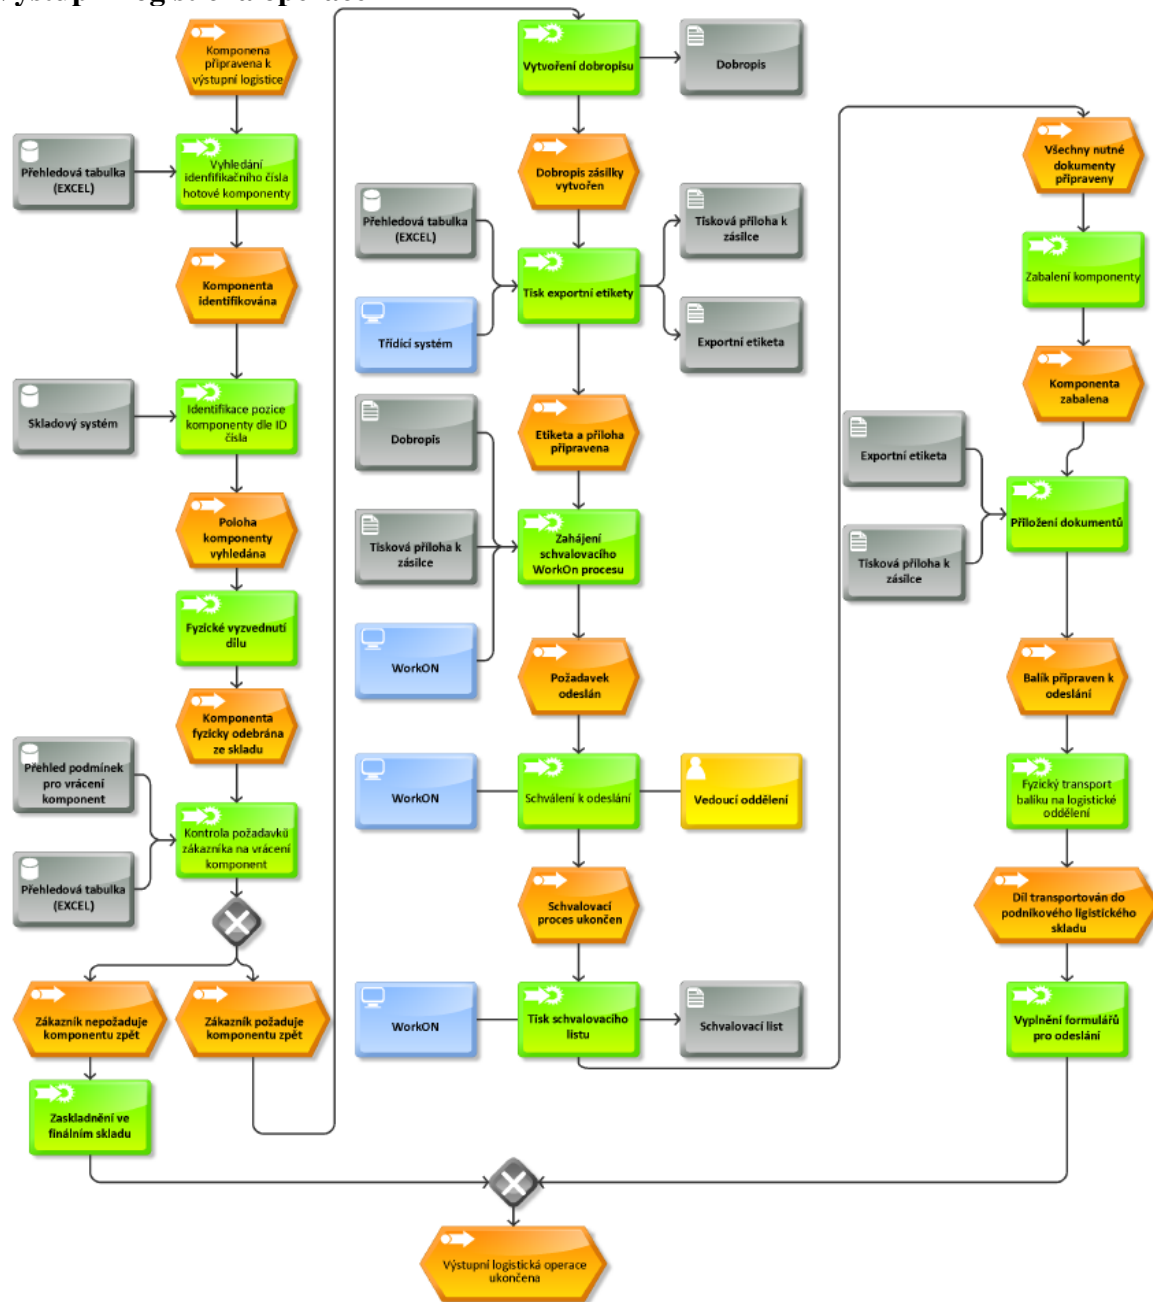 Komponena
připravena k
výstupní logistice
Přehledová tabulka
(EXCEL)
Vyhledání
idenfifikačního čísla
hotové komponenty
Komponenta
identifikována
Skladový systém
Identifikace pozice
komponenty dle ID
čísla
Poloha
komponenty
vyhledána
Fyzické vyzvednutí
dílu
Komponenta
fyzicky odebrána
ze skladu
Přehled podmínek
pro vrácení
komponent
Přehledová tabulka
(EXCEL)
Kontrola požadavků
zákazníka na vrácení
komponent
Zákazník nepožaduje
komponentu zpět
Zákazník požaduje
komponentu zpět
Zaskladnění ve
finálním skladu
Vytvoření dobropisu
Dobropis
Dobropis zásilky
vytvořen
Přehledová tabulka
(EXCEL)
Třídící systém
Tisk exportní etikety
Tisková příloha k
zásilce
Exportní etiketa
Etiketa a příloha
připravena
Dobropis
Tisková příloha k
zásilce
WorkON
Zahájení
schvalovacího
WorkOn procesu
Požadavek
odeslán
WorkON
Schválení k odeslání
Vedoucí oddělení
Schvalovací
proces ukončen
WorkON
Tisk schvalovacího
listu
Schvalovací list
Všechny nutné
dokumenty
připraveny
Zabalení komponenty
Komponenta
zabalena
Exportní etiketa
Tisková příloha k
zásilce
Přiložení dokumentů
Balík připraven k
odeslání
Fyzický transport
balíku na logistické
oddělení
Díl transportován do
podnikového ligistického
skladu
Vyplnění formulářů
pro odeslání
Výstupní logistická operace
ukončena